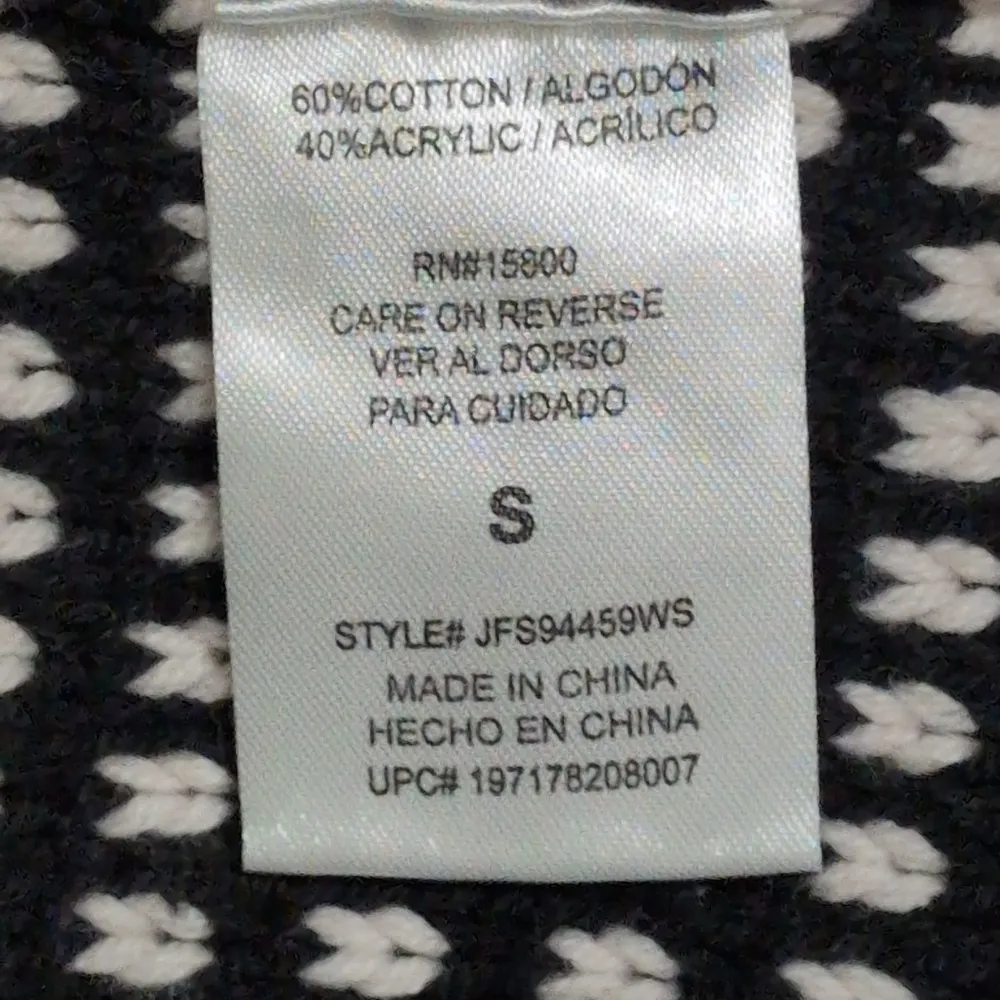 60%COTTON / ALGODÓN
40%ACRYLIC / ACRÍLICO
RN#15800
CARE ON REVERSE
VER AL DORSO
PARA CUIDADO
S
STYLE# JFS94459WS
MADE IN CHINA
HECHO EN CHINA
UPC# 197178208007